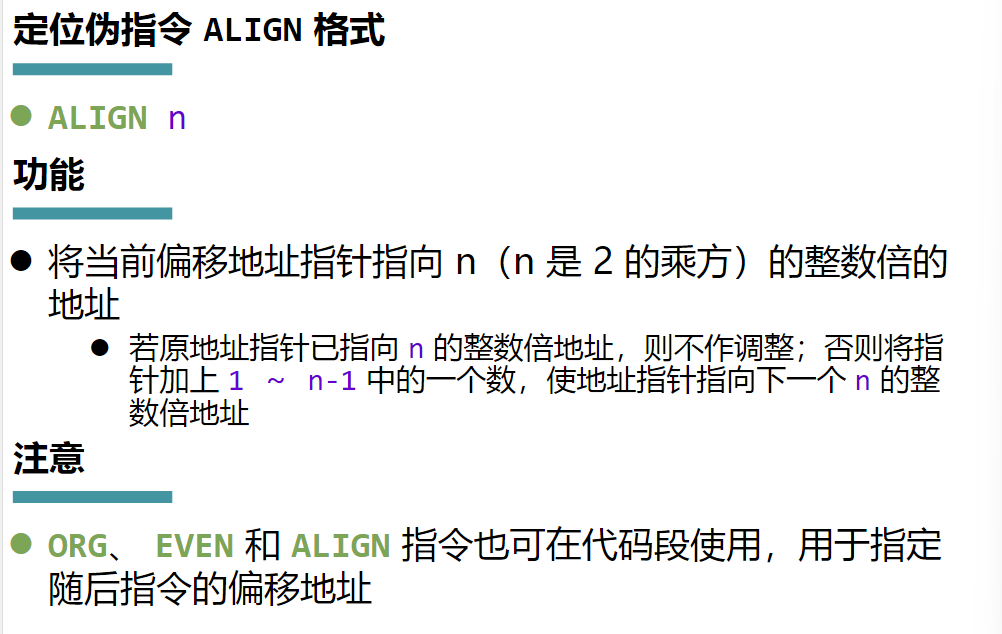 定位伪指令 ALIGN 格式
ALIGN n
功能
将当前偏移地址指针指向 n（n 是 2 的乘方）的整数倍的
地址
若原地址指针已指向 n 的整数倍地址，则不作调整；否则将指
针加上 1 ~ n-1 中的一个数，使地址指针指向下一个 n 的整
数倍地址
注意
ORG、 EVEN 和 ALIGN 指令也可在代码段使用，用于指定
随后指令的偏移地址